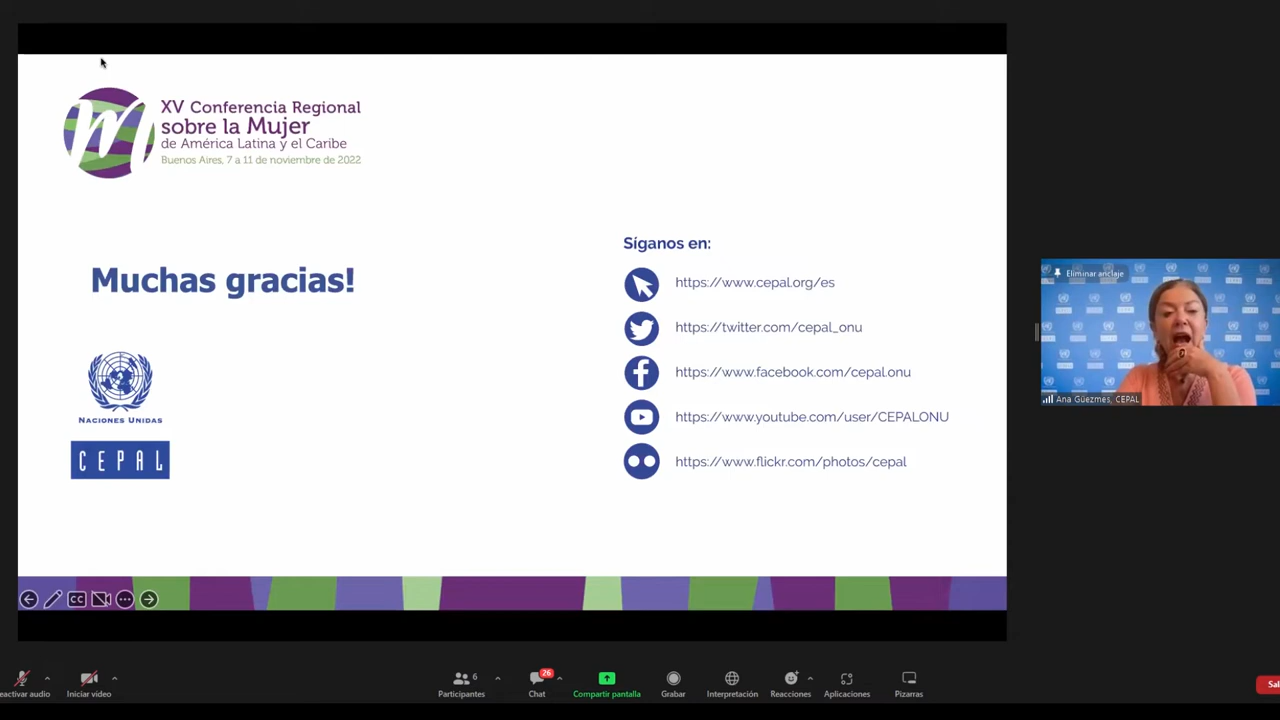 XV Conferencia Regional
sobre la Mujer
de América Latina y el Caribe
Buenos Aires, 7 a 11 de noviembre de 2022
Muchas gracias!
NACIONES UNIDAS
CEPAL
Síganos en:
https://www.cepal.org/es
https://twitter.com/cepal_onu
https://www.facebook.com/cepal.onu
https://www.youtube.com/user/CEPALONU
https://www.flickr.com/photos/cepal
CC
Eliminar anclaje
Ana Güezmes, CEPAL
eactivar audio
Iniciar video
Participantes
6
Chat
26
Compartir pantalla
Grabar
Interpretación
Reacciones
Aplicaciones
Pizarras
Sal